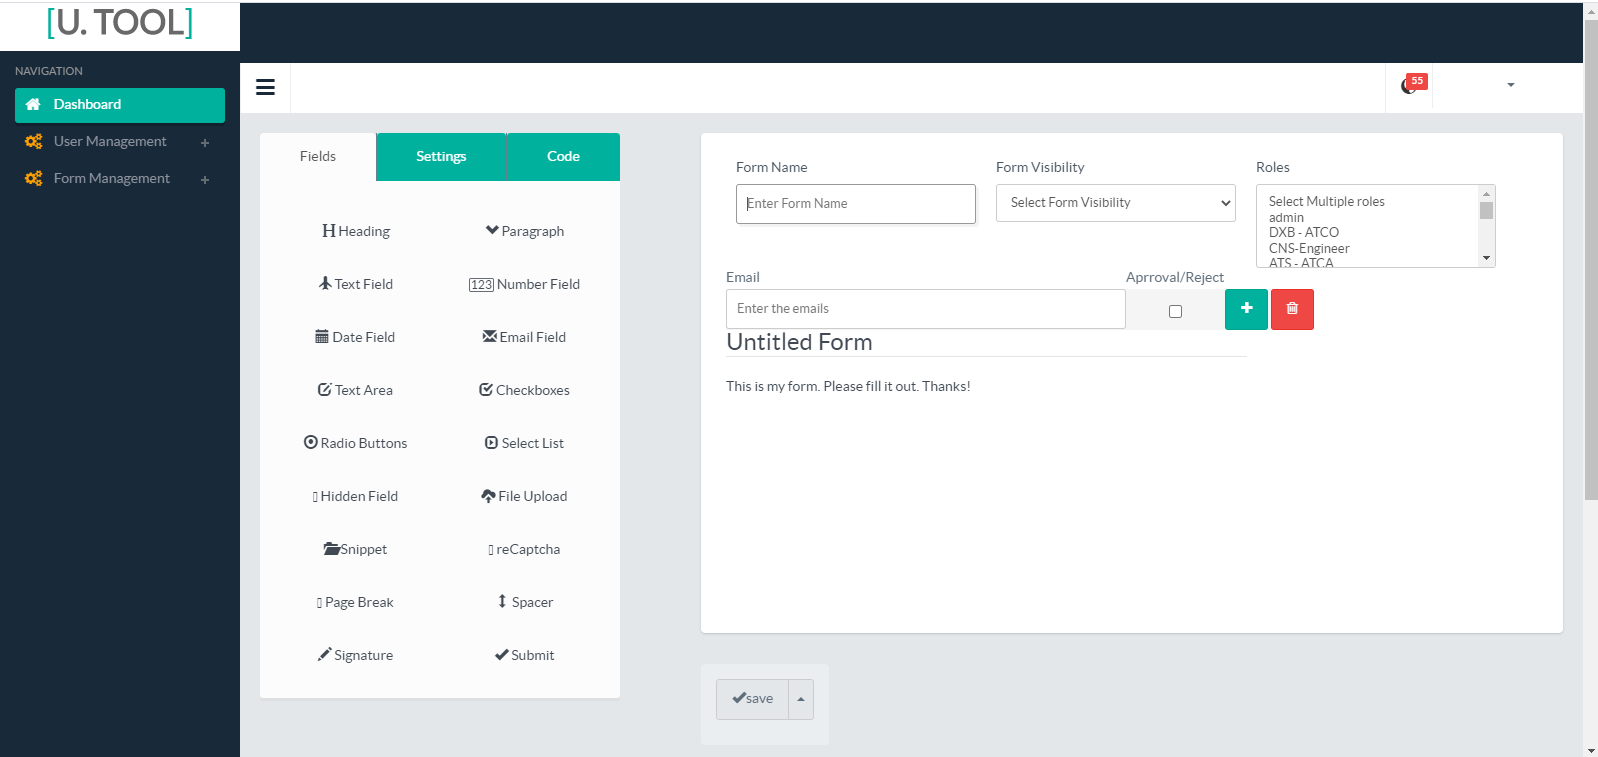 [U. TOOL]
NAVIGATION
Dashboard
User Management +
Form Management +
55
Fields Settings Code
H Heading
Paragraph
Text Field
123 Number Field
Date Field
Email Field
Text Area
Checkboxes
Radio Buttons
Select List
Hidden Field
File Upload
Snippet
reCaptcha
Page Break
Spacer
Signature
Submit
Form Name
Enter Form Name
Form Visibility
Select Form Visibility
Roles
Select Multiple roles
admin
DXB - ATCO
CNS-Engineer
ATS - ATCA
Email
Enter the emails
Aprroval/Reject
Untitled Form
This is my form. Please fill it out. Thanks!
save